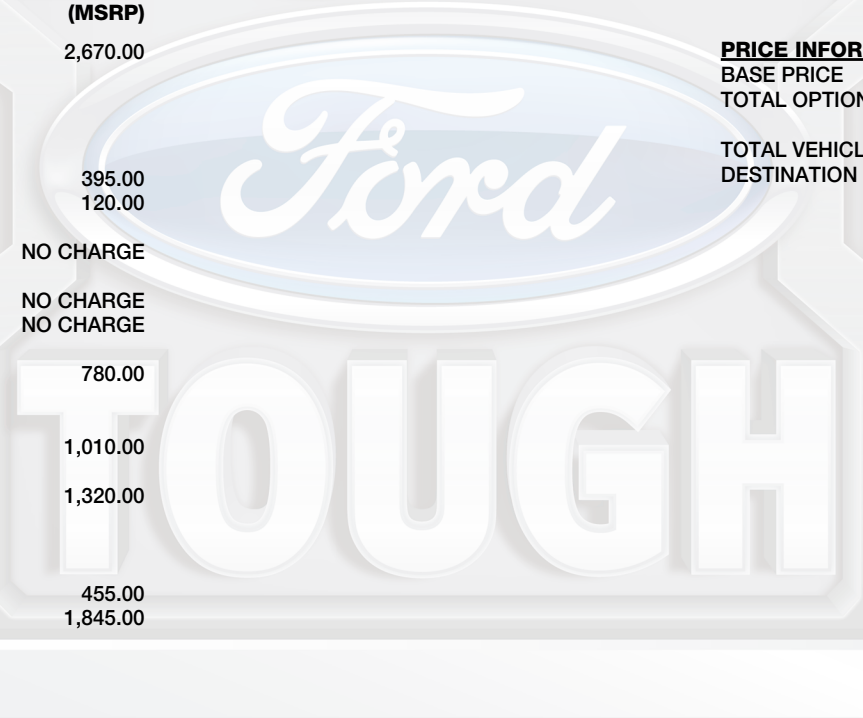 (MSRP)
2,670.00
395.00
120.00
NO CHARGE
NO CHARGE
NO CHARGE
780.00
1,010.00
1,320.00
455.00
1,845.00
PRICE INFOR
BASE PRICE
TOTAL OPTION
TOTAL VEHICL
DESTINATION
Ford
TOUGH